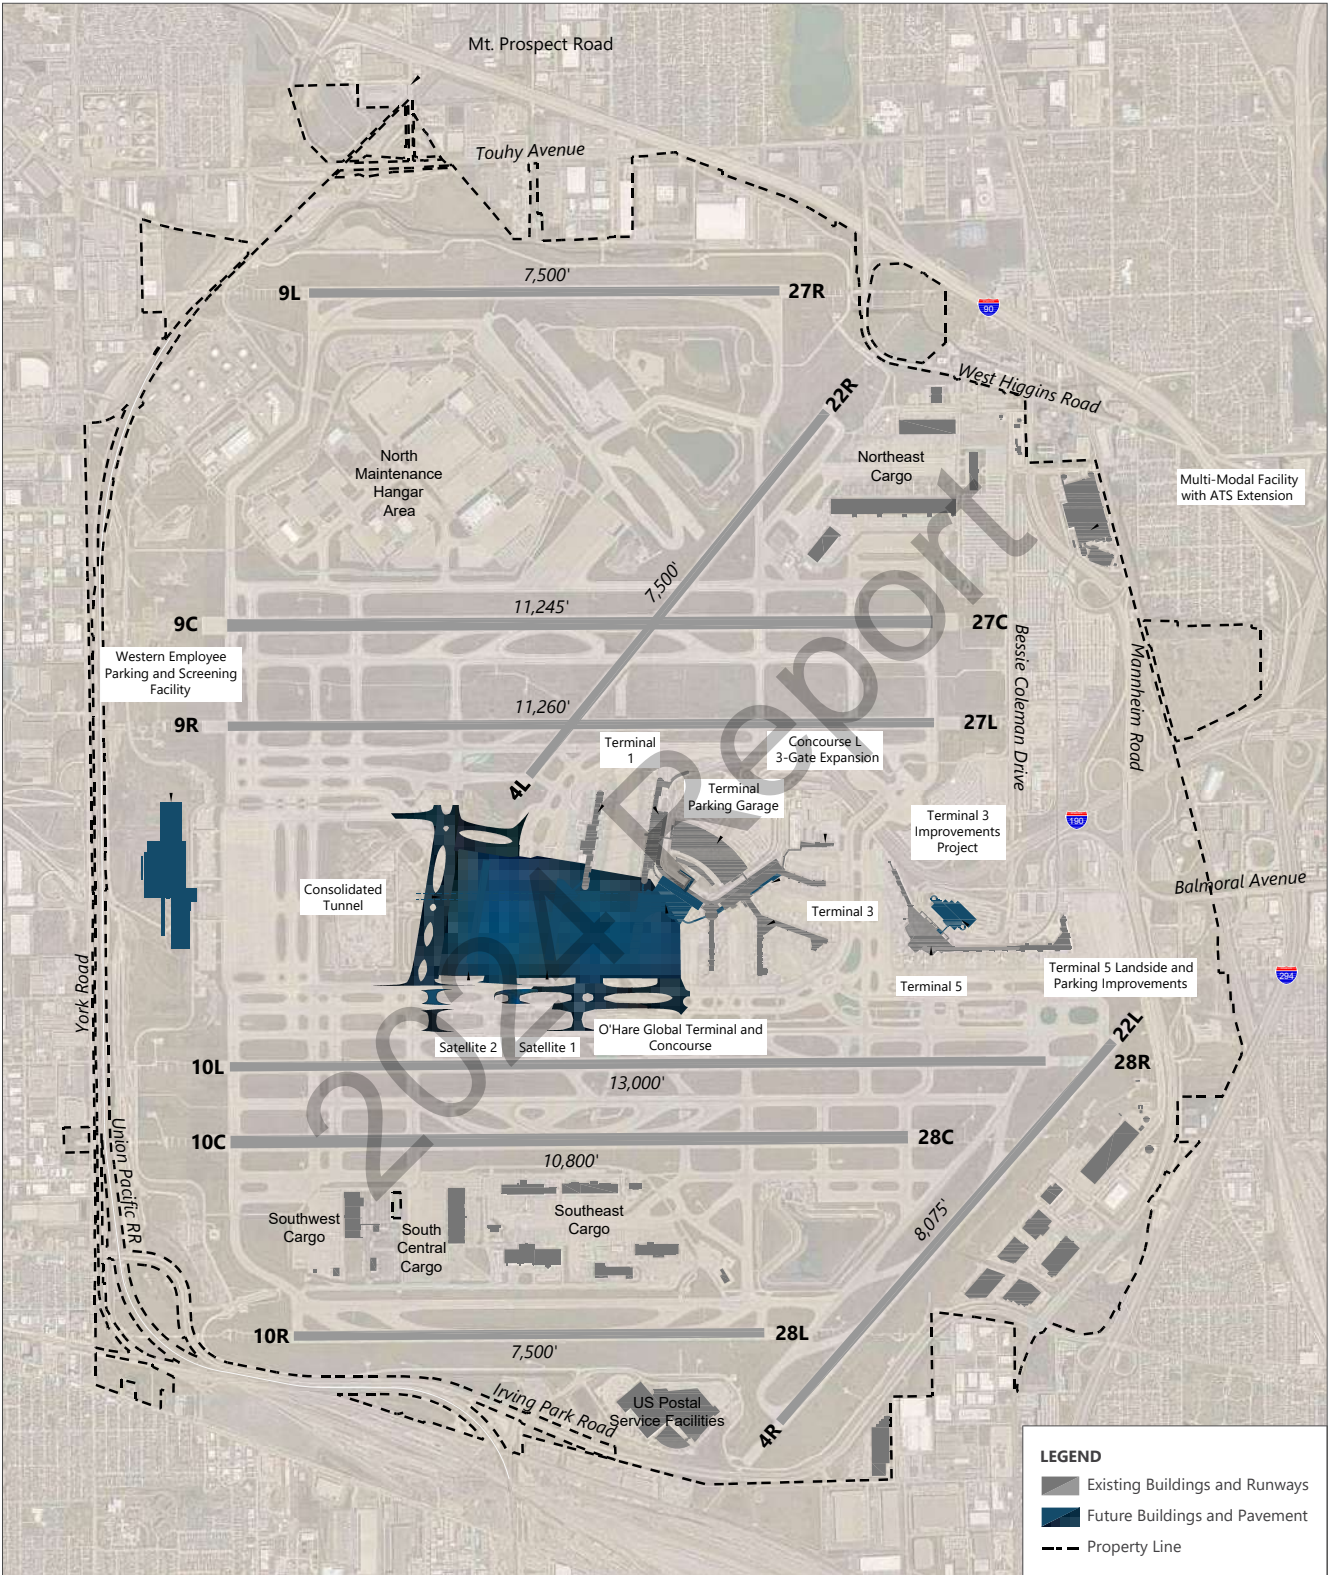 Mt. Prospect Road
Touhy Avenue
7,500'
9L
27R
90
West Higgins Road
22R
North
Maintenance
Hangar
Area
Northeast
Cargo
Multi-Modal Facility
with ATS Extension
7,500'
11,245'
9C
27C
Western Employee
Parking and Screening
Facility
Bessie Coleman Drive
Mannheim Road
11,260'
9R
27L
Terminal
1
Concourse L
3-Gate Expansion
4L
Terminal
Parking Garage
Terminal 3
Improvements
Project
190
Balmoral Avenue
Consolidated
Tunnel
Terminal 3
York Road
Terminal 5
Terminal 5 Landside and
Parking Improvements
294
O'Hare Global Terminal and
Concourse
Satellite 2
Satellite 1
22L
10L
28R
13,000'
Union Pacific RR
10C
28C
10,800'
Southwest
Cargo
South
Central
Cargo
Southeast
Cargo
8,075'
10R
28L
7,500'
Irving Park Road
US Postal
Service Facilities
4R
2024 Report
LEGEND
Existing Buildings and Runways
Future Buildings and Pavement
Property Line